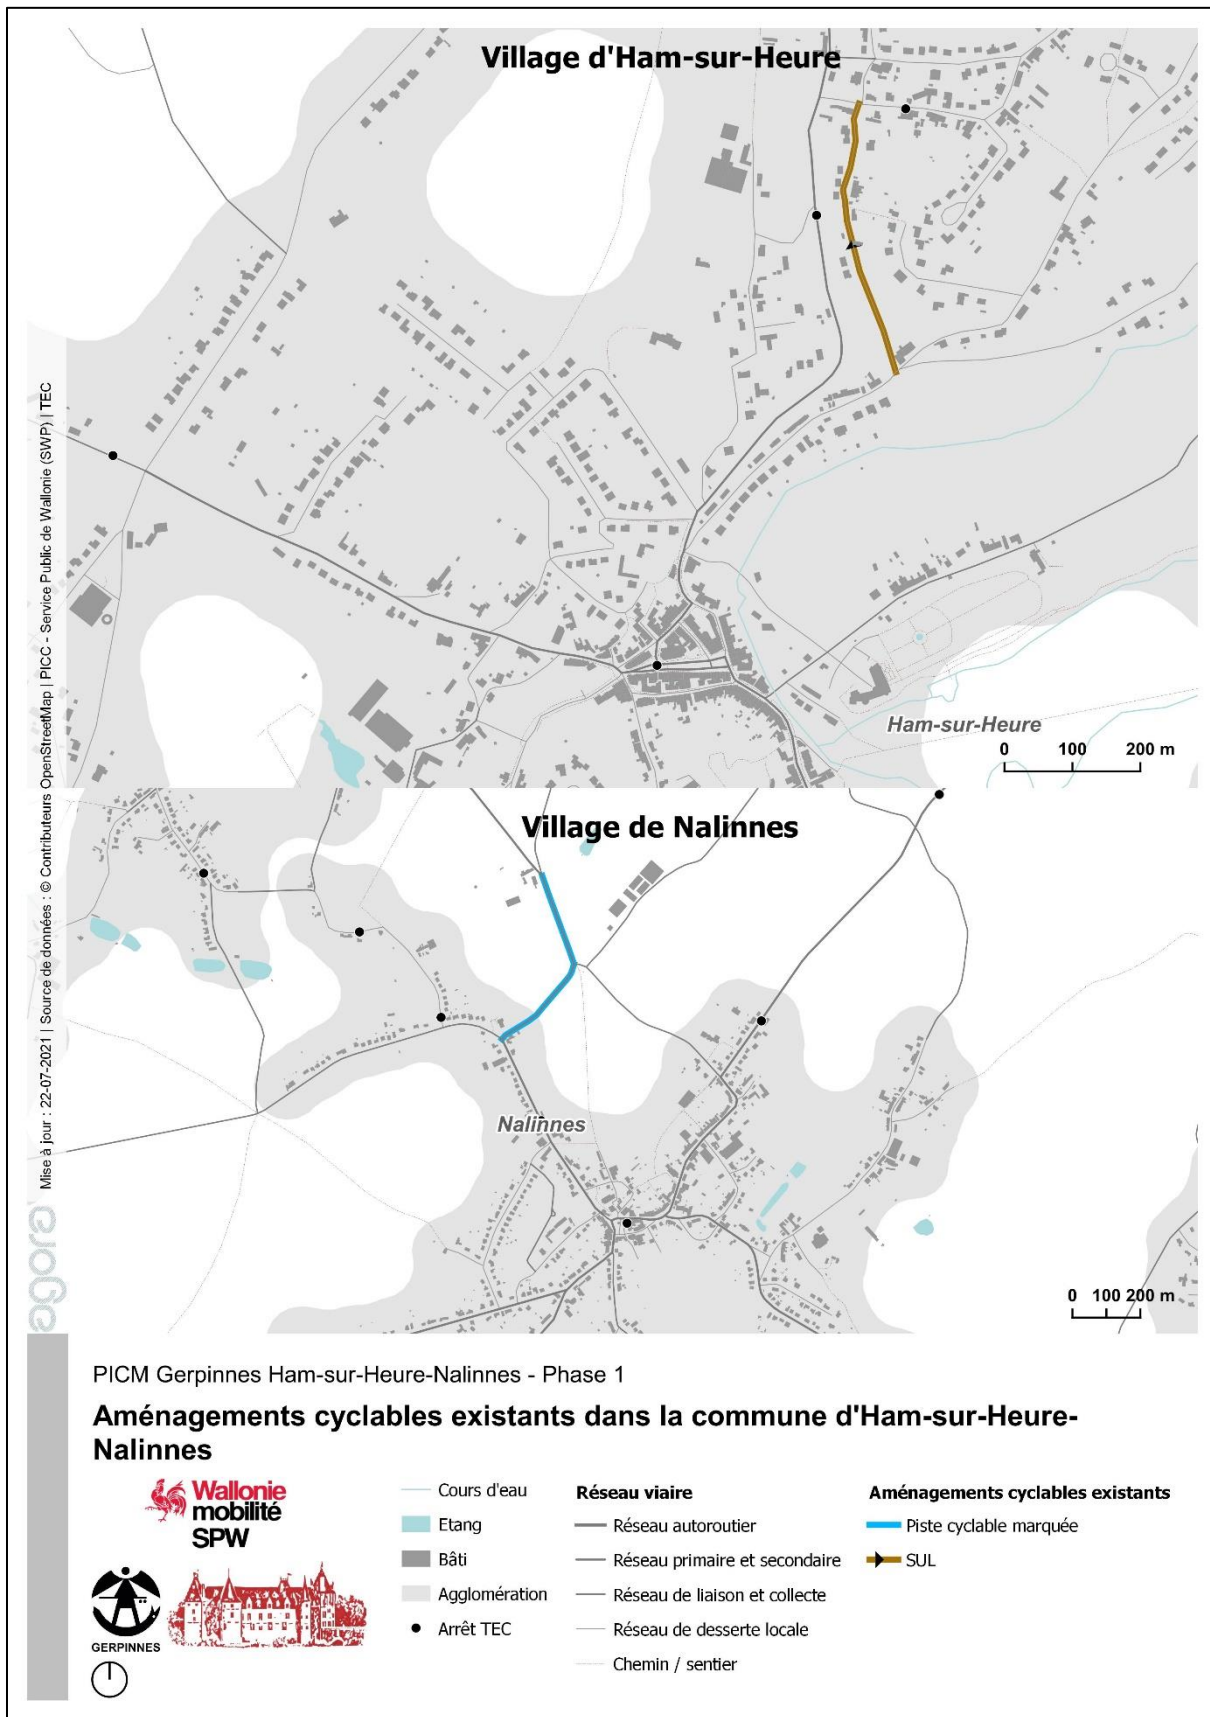 Village d'Ham-sur-Heure
Ham-sur-Heure
0 100 200 m
Village de Nalinnes
Nalinnes
0 100 200 m
Mise à jour : 22-07-2021 | Source de données : © Contributeurs OpenStreetMap | PICC - Service Public de Wallonie (SWP) | TEC
agora
PICM Gerpinnes Ham-sur-Heure-Nalinnes - Phase 1
Aménagements cyclables existants dans la commune d'Ham-sur-Heure-
Nalinnes
Wallonie
mobilité
SPW
GERPINNES
Cours d'eau
Etang
Bâti
Agglomération
Arrêt TEC
Réseau viaire
Réseau autoroutier
Réseau primaire et secondaire
Réseau de liaison et collecte
Réseau de desserte locale
Chemin / sentier
Aménagements cyclables existants
Piste cyclable marquée
SUL